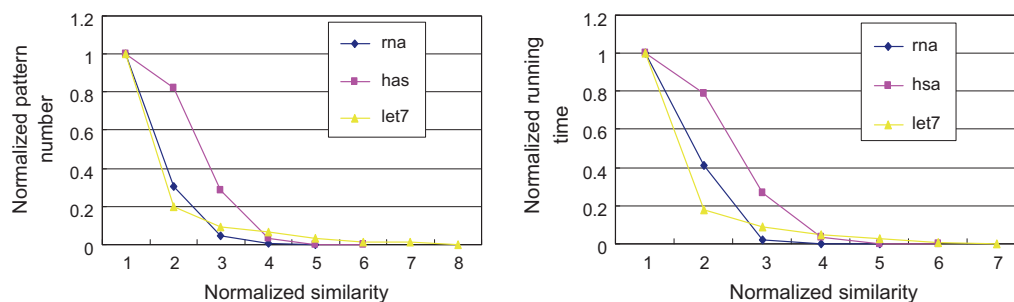 1.2
1
0.8
0.6
0.4
0.2
0
Normalized pattern
number
rna
has
let7
1 2 3 4 5 6 7 8
Normalized similarity
1.2
1
0.8
0.6
0.4
0.2
0
Normalized running
time
rna
hsa
let7
1 2 3 4 5 6 7
Normalized similarity